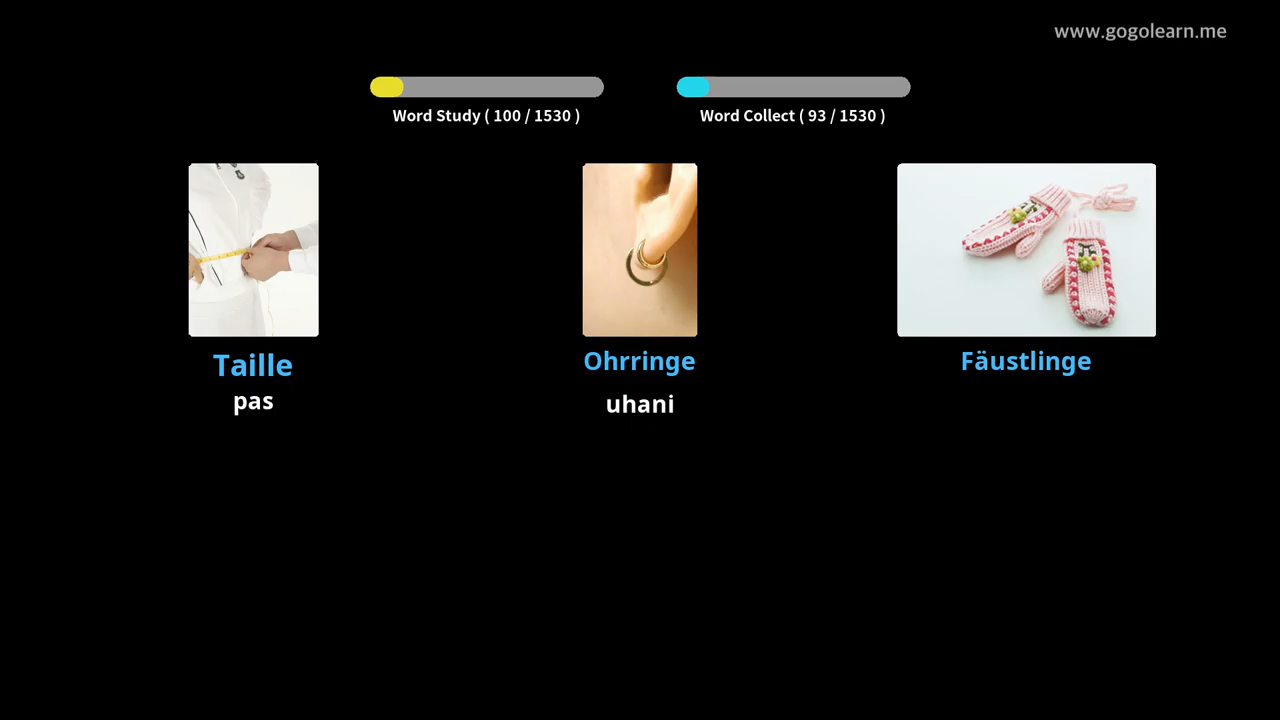 www.gogolearn.me
Word Study ( 100 / 1530 )
Word Collect ( 93 / 1530 )
Taille
pas
Ohrringe
uhani
Fäustlinge